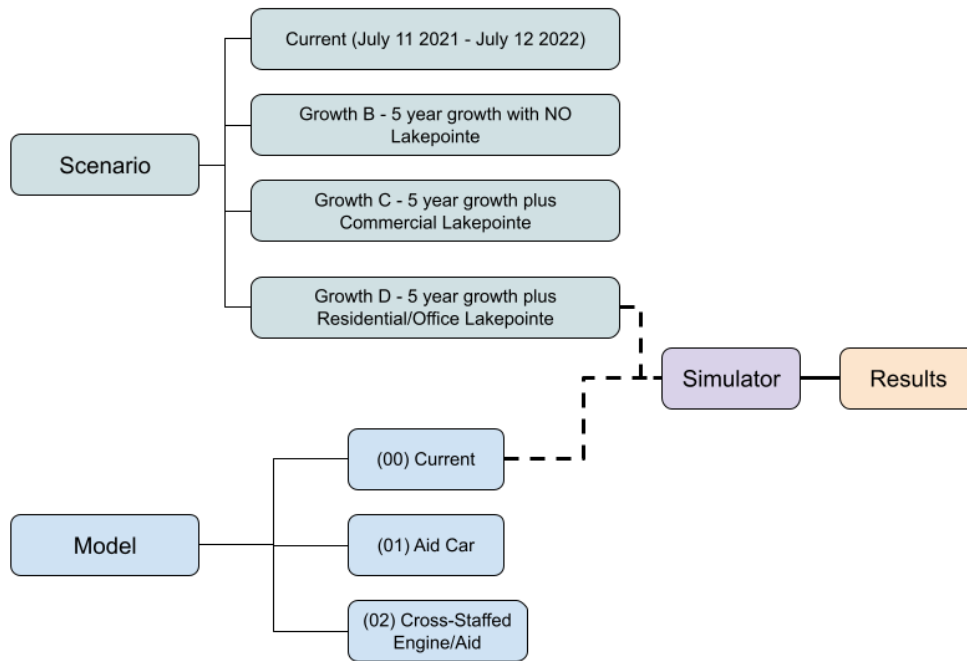 Current (July 11 2021 - July 12 2022)
Growth B - 5 year growth with NO
Lakepointe
Scenario
Growth C - 5 year growth plus
Commercial Lakepointe
Growth D - 5 year growth plus
Residential/Office Lakepointe
Simulator
Results
(00) Current
Model
(01) Aid Car
(02) Cross-Staffed
Engine/Aid